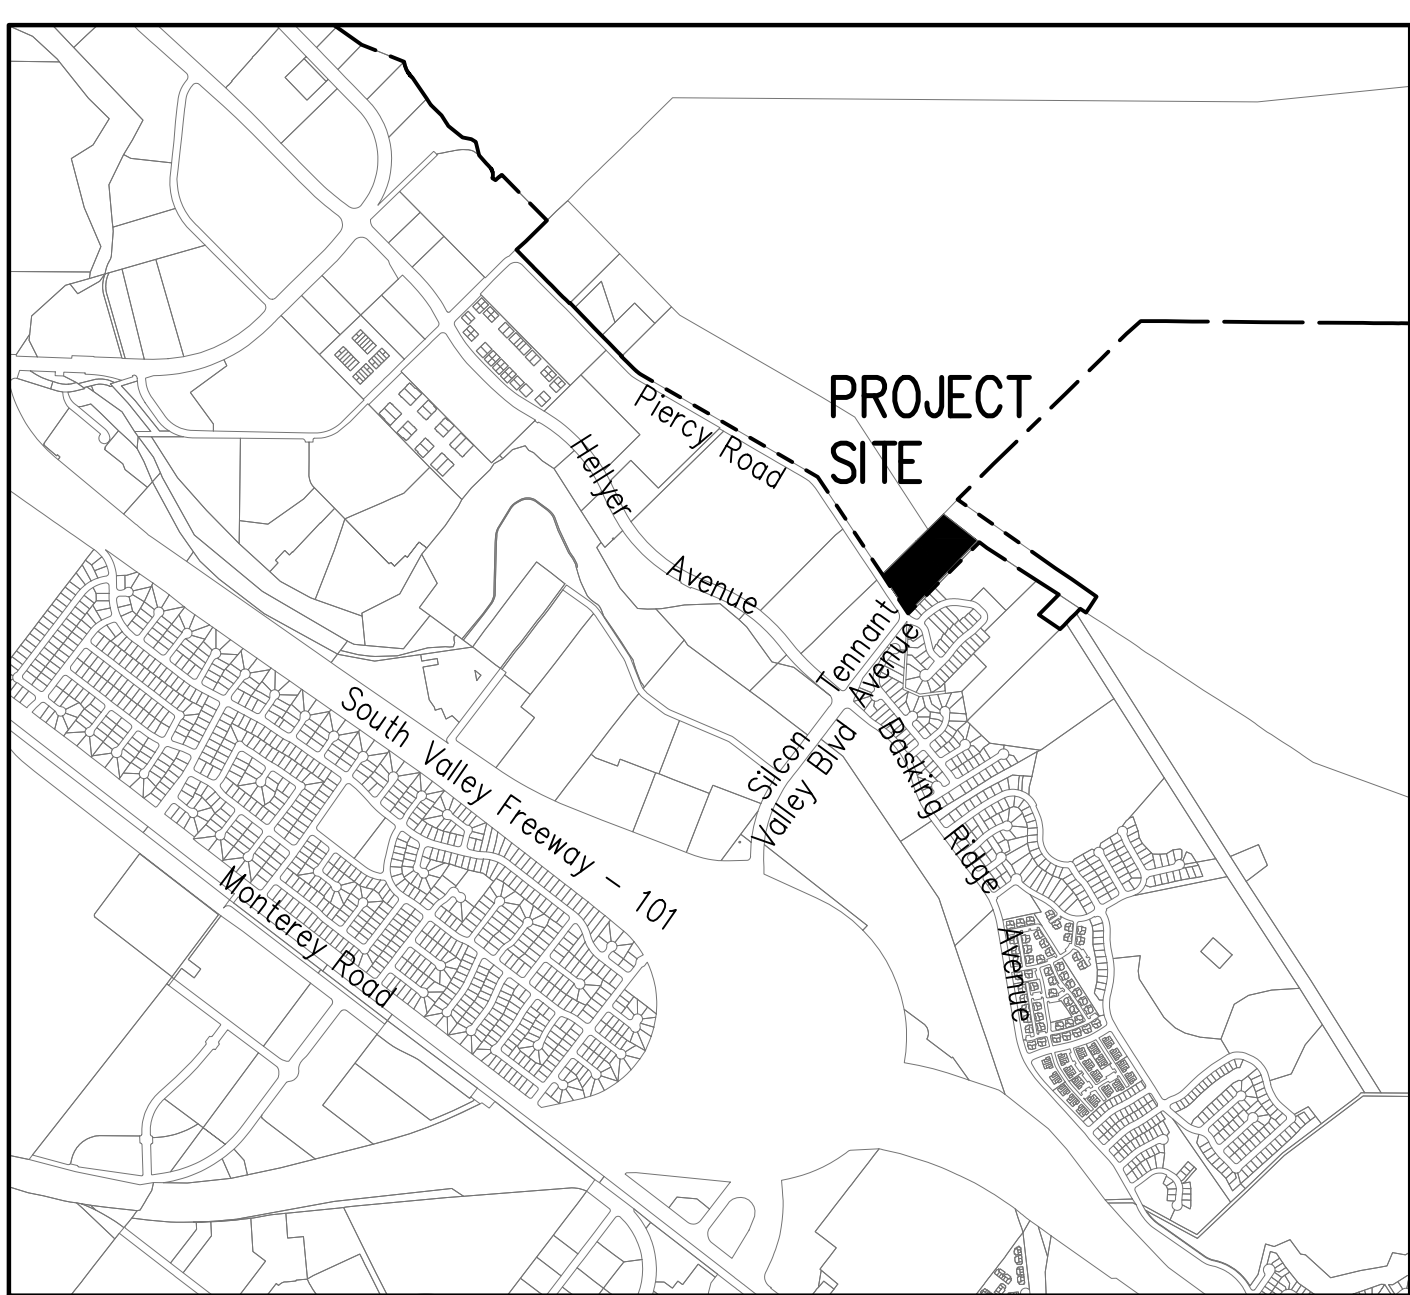 PROJECT
SITE
Piercy Road
Hellyer
Avenue
Tennant
Avenue
Silcon
Valley Blvd
Basking Ridge
Avenue
South Valley Freeway - 101
Monterey Road